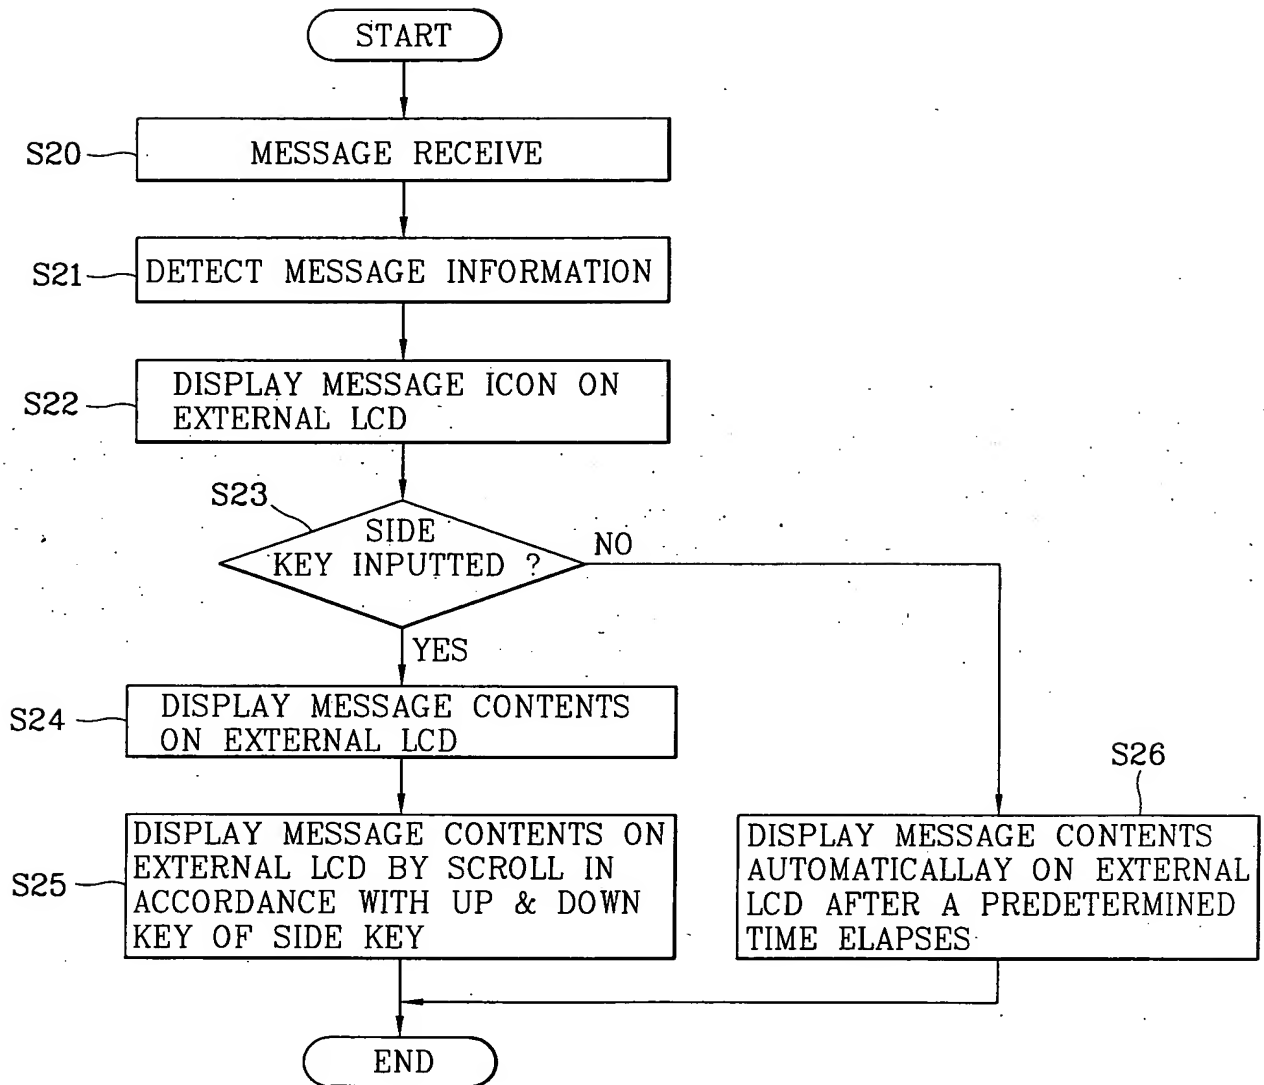 START
S20
MESSAGE RECEIVE
S21
DETECT MESSAGE INFORMATION
S22
DISPLAY MESSAGE ICON ON
EXTERNAL LCD
S23
SIDE
KEY INPUTTED ?
NO
YES
S24
DISPLAY MESSAGE CONTENTS
ON EXTERNAL LCD
S25
DISPLAY MESSAGE CONTENTS ON
EXTERNAL LCD BY SCROLL IN
ACCORDANCE WITH UP & DOWN
KEY OF SIDE KEY
S26
DISPLAY MESSAGE CONTENTS
AUTOMATICALLAY ON EXTERNAL
LCD AFTER A PREDETERMINED
TIME ELAPSES
END